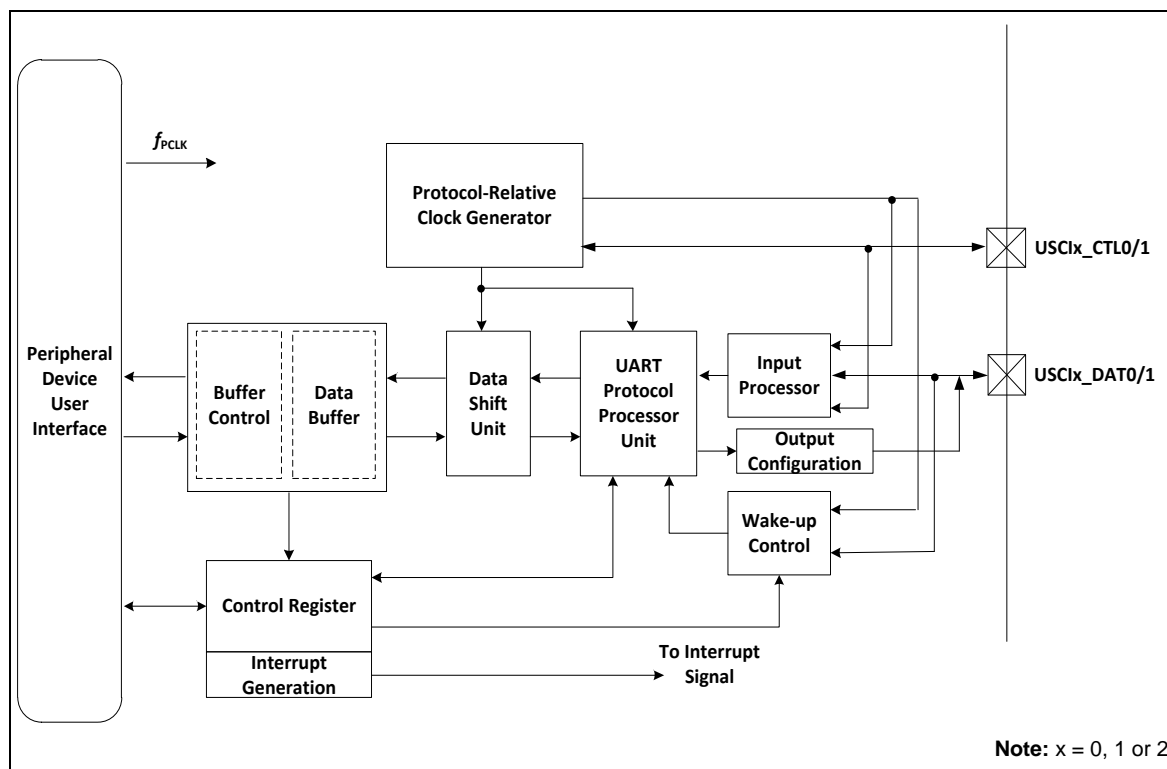 fPCLK
Protocol-Relative
Clock Generator
USCIx_CTL0/1
Peripheral
Device
User
Interface
Buffer
Control
Data
Buffer
Data
Shift
Unit
UART
Protocol
Processor
Unit
Input
Processor
USCIx_DAT0/1
Output
Configuration
Wake-up
Control
Control Register
Interrupt
Generation
To Interrupt
Signal
Note: x = 0, 1 or 2